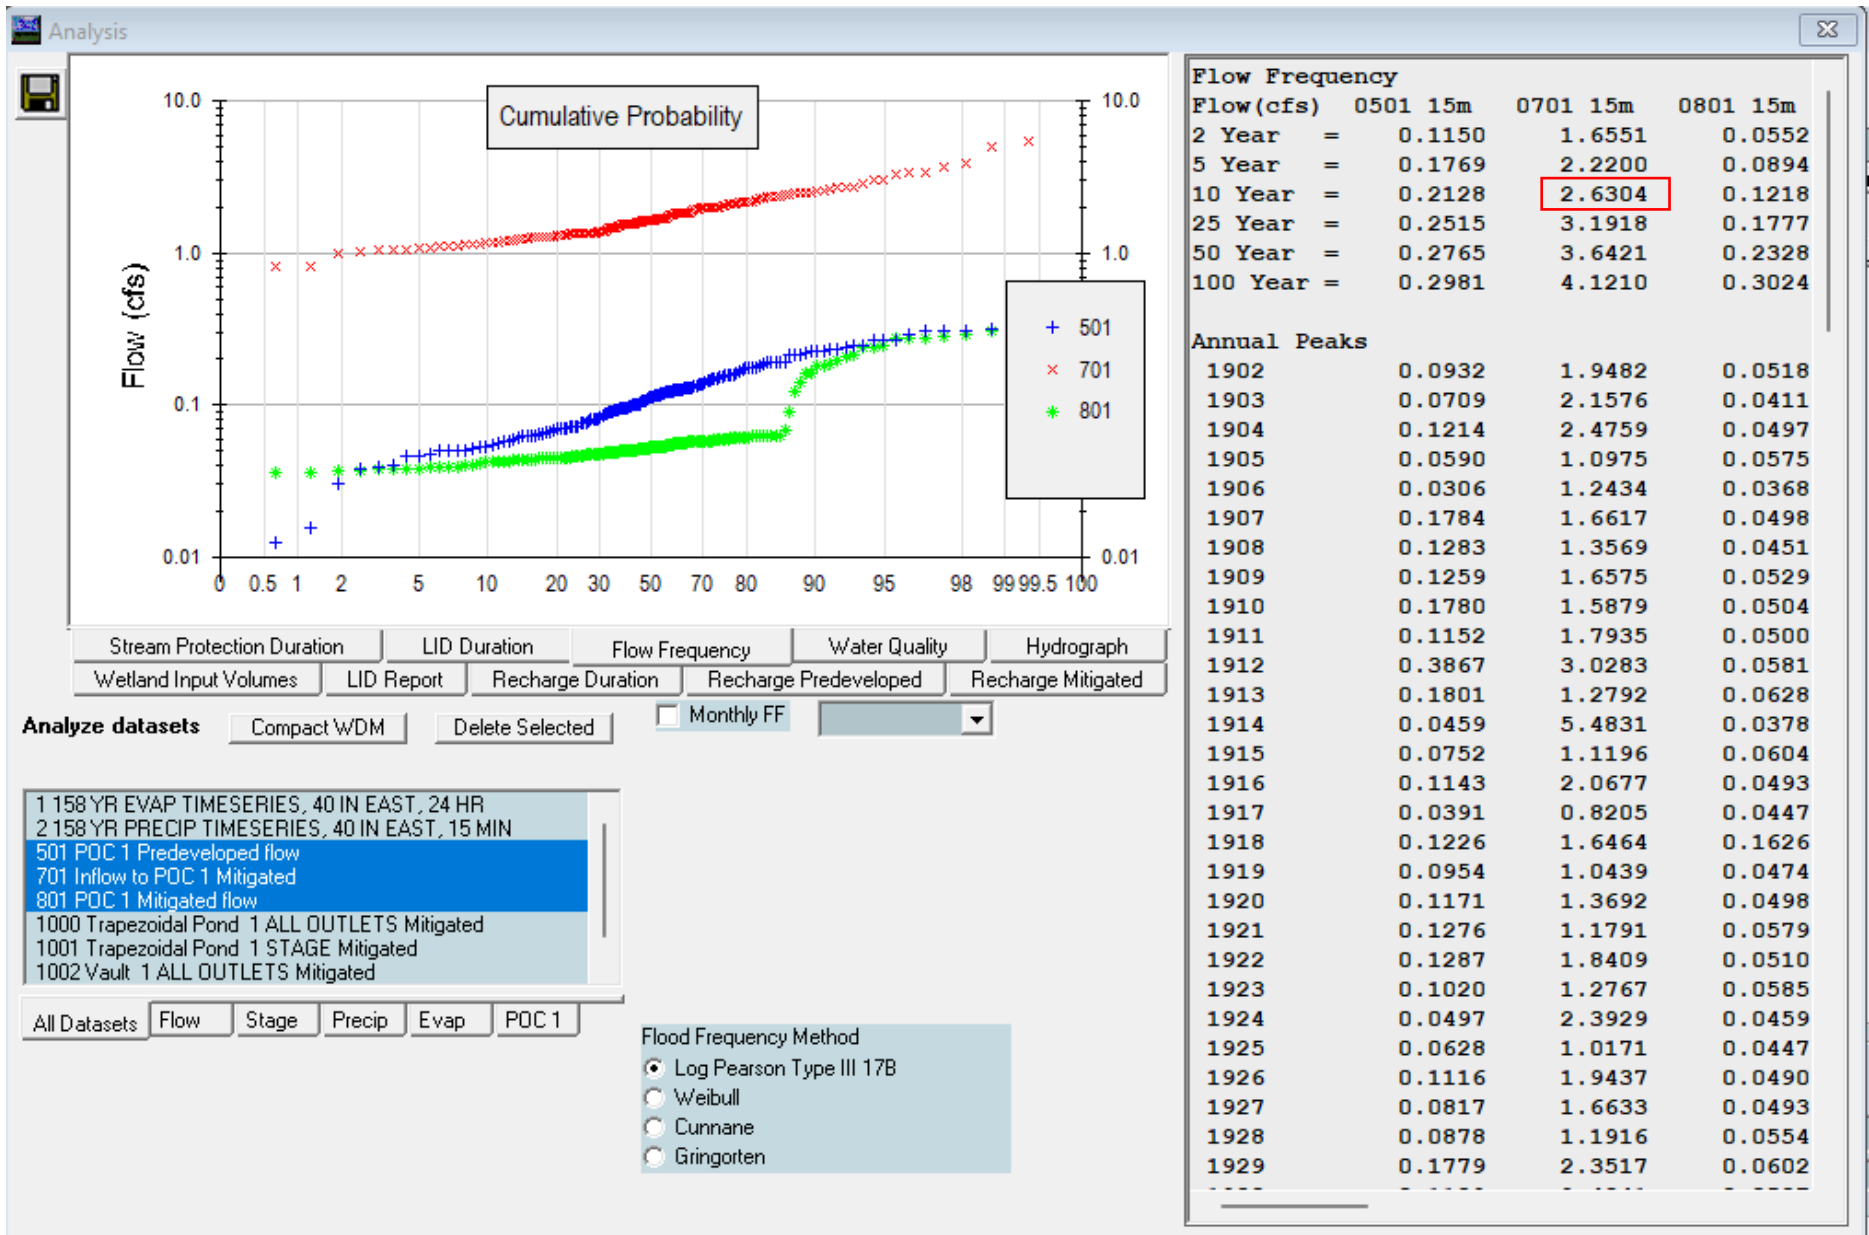 Analysis
Cumulative Probability
10.0
1.0
0.1
0.01
Flow (cfs)
10.0
1.0
0.01
501
701
801
0 0.5 1 2 5 10 20 30 50 70 80 90 95 98 99 99.5 100
Stream Protection Duration LID Duration Flow Frequency Water Quality Hydrograph
Wetland Input Volumes LID Report Recharge Duration Recharge Predeveloped Recharge Mitigated
Analyze datasets Compact WDM Delete Selected Monthly FF
1 158 YR EVAP TIMESERIES, 40 IN EAST, 24 HR
2 158 YR PRECIP TIMESERIES, 40 IN EAST, 15 MIN
501 POC 1 Predeveloped flow
701 Inflow to POC 1 Mitigated
801 POC 1 Mitigated flow
1000 Trapezoidal Pond 1 ALL OUTLETS Mitigated
1001 Trapezoidal Pond 1 STAGE Mitigated
1002 Vault 1 ALL OUTLETS Mitigated
All Datasets Flow Stage Precip Evap POC 1
Flood Frequency Method
Log Pearson Type III 17B
Weibull
Cunnane
Gringorten
Flow Frequency
Flow(cfs) 0501 15m 0701 15m 0801 15m
2 Year = 0.1150 1.6551 0.0552
5 Year = 0.1769 2.2200 0.0894
10 Year = 0.2128 2.6304 0.1218
25 Year = 0.2515 3.1918 0.1777
50 Year = 0.2765 3.6421 0.2328
100 Year = 0.2981 4.1210 0.3024
Annual Peaks
1902 0.0932 1.9482 0.0518
1903 0.0709 2.1576 0.0411
1904 0.1214 2.4759 0.0497
1905 0.0590 1.0975 0.0575
1906 0.0306 1.2434 0.0368
1907 0.1784 1.6617 0.0498
1908 0.1283 1.3569 0.0451
1909 0.1259 1.6575 0.0529
1910 0.1780 1.5879 0.0504
1911 0.1152 1.7935 0.0500
1912 0.3867 3.0283 0.0581
1913 0.1801 1.2792 0.0628
1914 0.0459 5.4831 0.0378
1915 0.0752 1.1196 0.0604
1916 0.1143 2.0677 0.0493
1917 0.0391 0.8205 0.0447
1918 0.1226 1.6464 0.1626
1919 0.0954 1.0439 0.0474
1920 0.1171 1.3692 0.0498
1921 0.1276 1.1791 0.0579
1922 0.1287 1.8409 0.0510
1923 0.1020 1.2767 0.0585
1924 0.0497 2.3929 0.0459
1925 0.0628 1.0171 0.0447
1926 0.1116 1.9437 0.0490
1927 0.0817 1.6633 0.0493
1928 0.0878 1.1916 0.0554
1929 0.1779 2.3517 0.0602